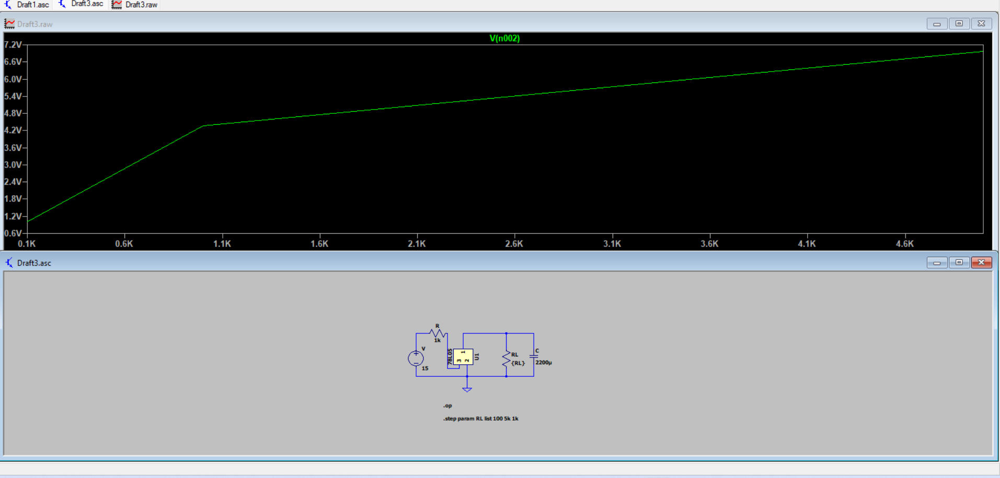 Draft1.asc Draft3.asc Draft3.raw
Draft3.raw
V(n002)
7.2V
6.6V
6.0V
5.4V
4.8V
4.2V
3.6V
3.0V
2.4V
1.8V
1.2V
0.6V
0.1K 0.6K 1.1K 1.6K 2.1K 2.6K 3.1K 3.6K 4.1K 4.6K
Draft3.asc
R
1k
V
15
78L05
1
3 2
U1
RL
{RL}
C
2200µ
.op
.step param RL list 100 5k 1k